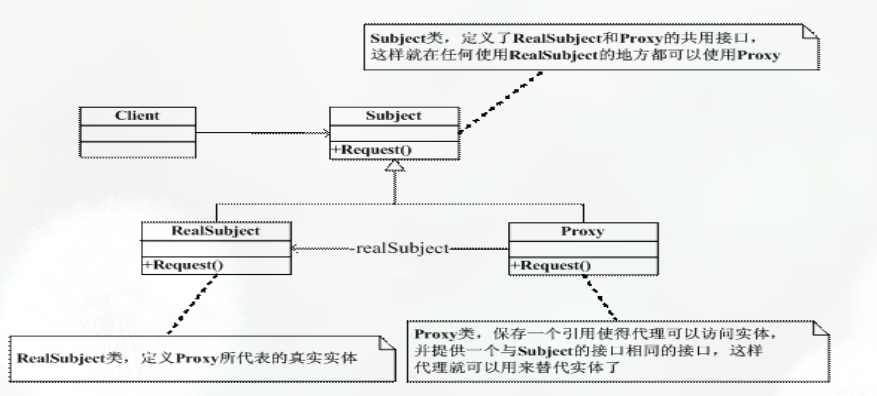 Subject类，定义了RealSubject和Proxy的共用接口，
这样就在任何使用RealSubject的地方都可以使用Proxy
Client
Subject
+Request()
RealSubject
+Request()
realSubject
Proxy
+Request()
RealSubject类，定义Proxy所代表的真实实体
Proxy类，保存一个引用使得代理可以访问实体，
并提供一个与Subject的接口相同的接口，这样
代理就可以用来替代实体了